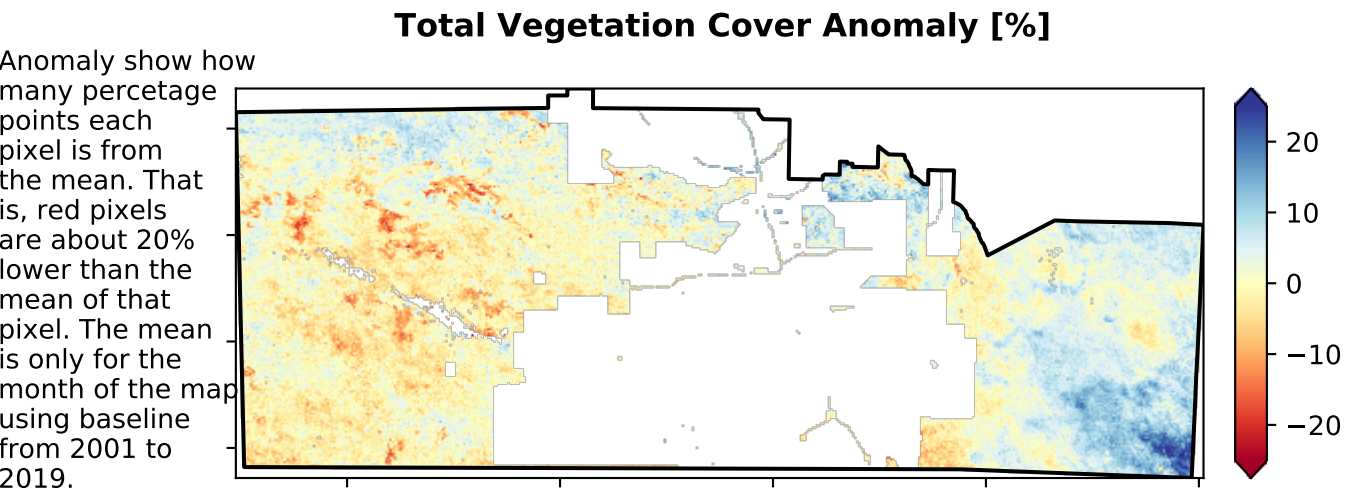 Total Vegetation Cover Anomaly [%]
Anomaly show how
many percetage
points each
pixel is from
the mean. That
is, red pixels
are about 20%
lower than the
mean of that
pixel. The mean
is only for the
month of the map
using baseline
from 2001 to
2019.
20
10
0
−10
−20